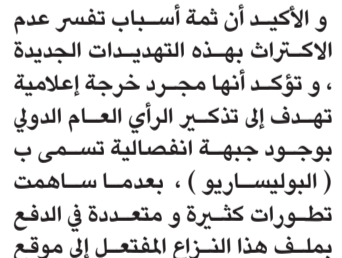 و الأكيد أن ثمة أسباب تفسر عدم
الاكتراث بهذه التهديدات الجديدة
، و تؤكد أنها مجرد خرجة إعلامية
تهدف إلى تذكير الرأي العام الدولي
بوجود جبهة انفصالية تسمى ب
( البوليساريو ) ، بعدما ساهمت
تطورات كثيرة و متعددة في الدفع
بملف هذا النزاع المفتعل إلى موقع